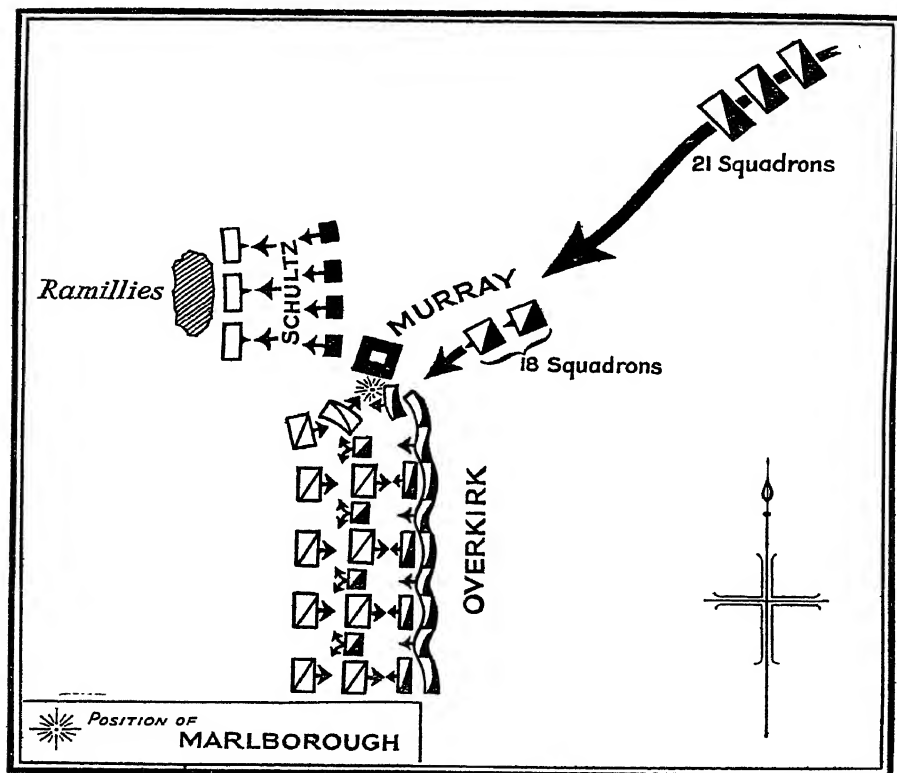 21 Squadrons
Ramillies
SCHULTZ
MURRAY
18 Squadrons
OVERKIRK
POSITION OF
MARLBOROUGH